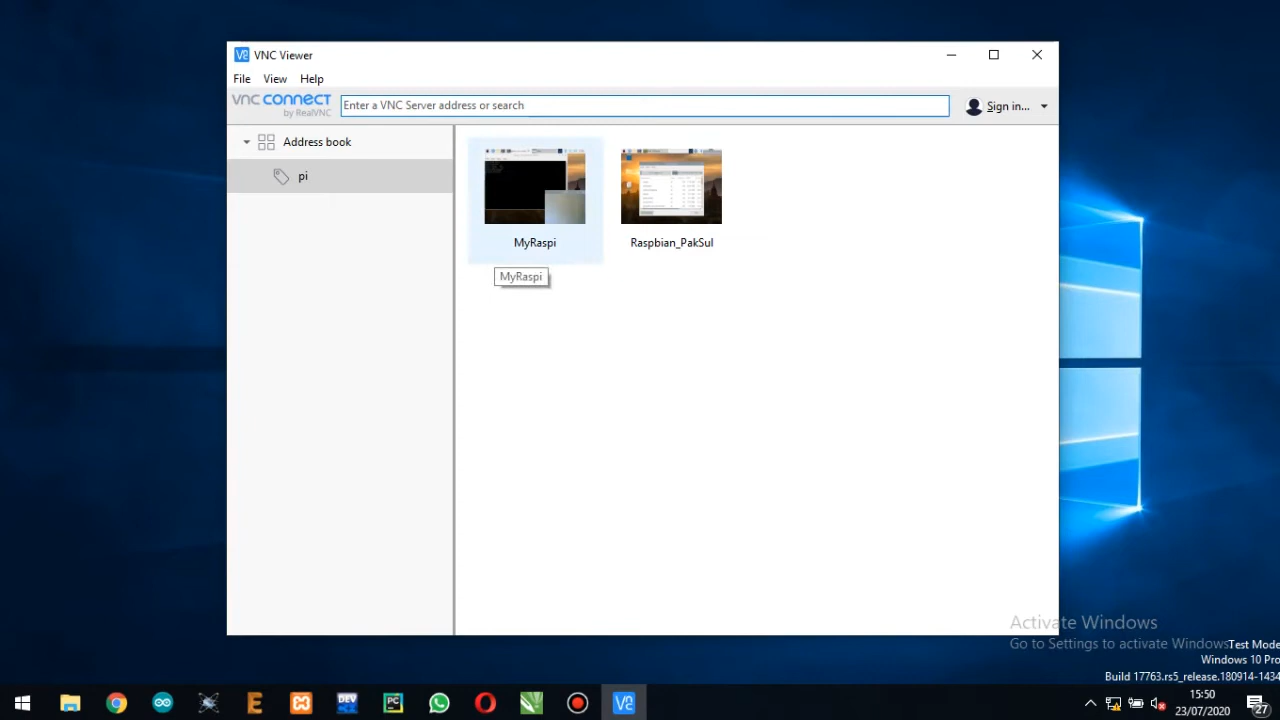 VNC Viewer
File View Help
VNC CONNECT
by RealVNC
Enter a VNC Server address or search
Sign in...
Address book
pi
MyRaspi
Raspbian_PakSul
MyRaspi
Activate Windows
Go to Settings to activate Windows
Test Mode
Windows 10 Pro
Build 17763.rs5_release.180914-1434
DEV
PC
15:50
23/07/2020
27